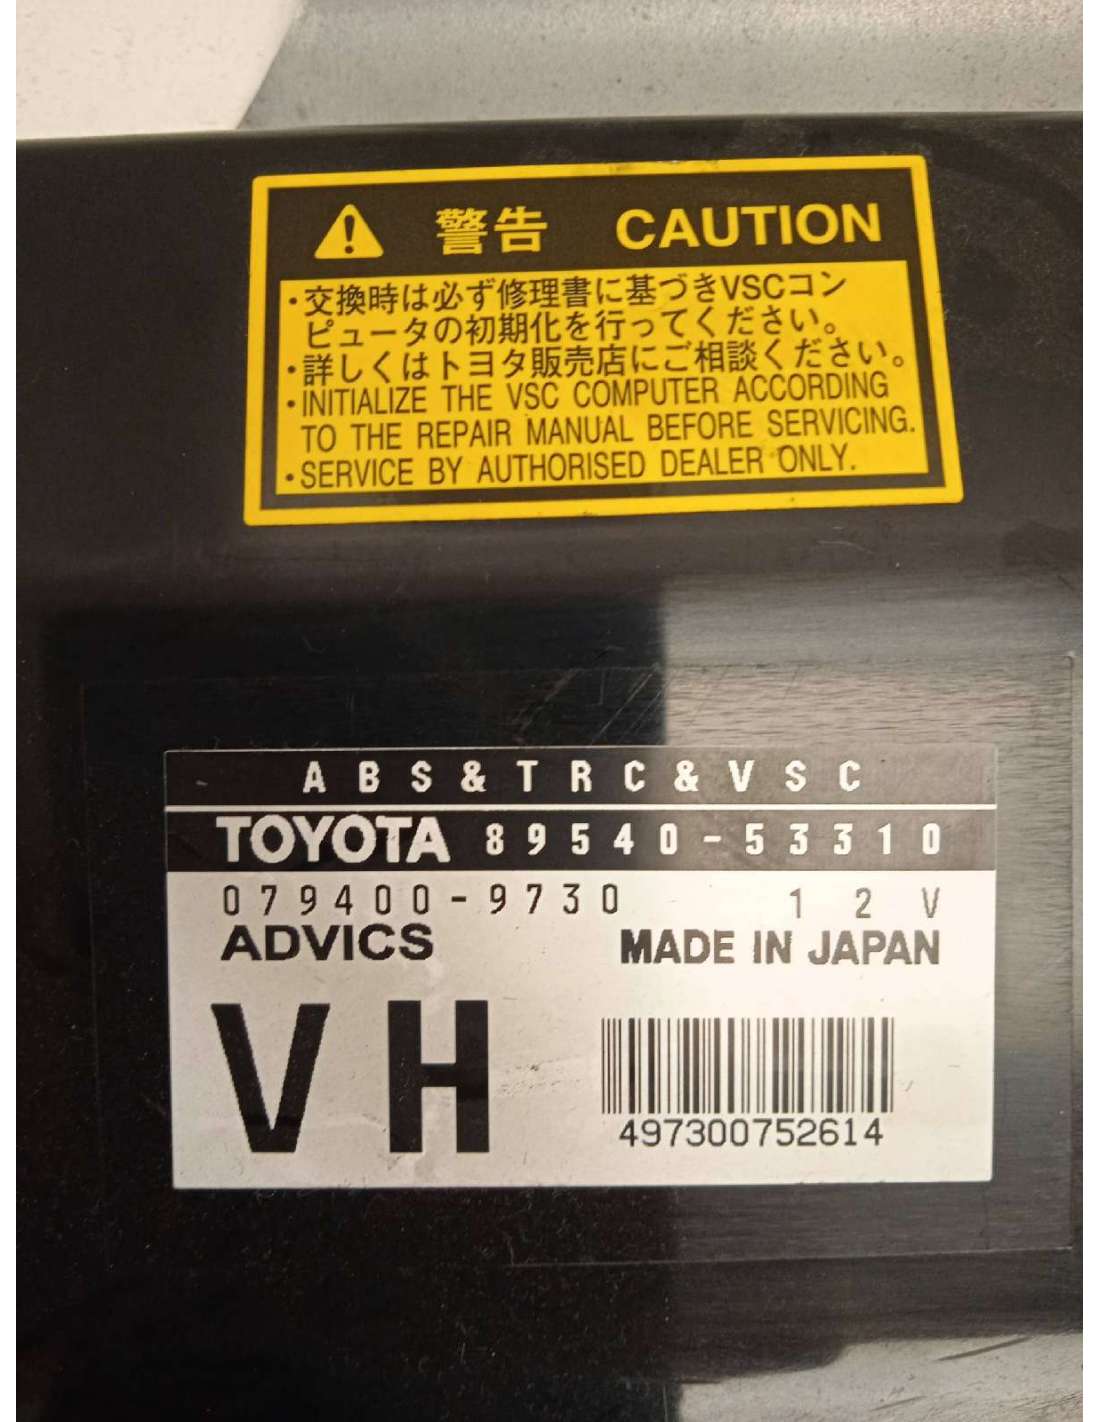 警告 CAUTION
・交換時は必ず修理書に基づきVSCコン
ピュータの初期化を行ってください。
・詳しくはトヨタ販売店にご相談ください。
・INITIALIZE THE VSC COMPUTER ACCORDING
TO THE REPAIR MANUAL BEFORE SERVICING.
・SERVICE BY AUTHORISED DEALER ONLY.
ABS&TRC&VSC
TOYOTA 89540-53310
079400-9730 12V
ADVICS MADE IN JAPAN
VH
497300752614